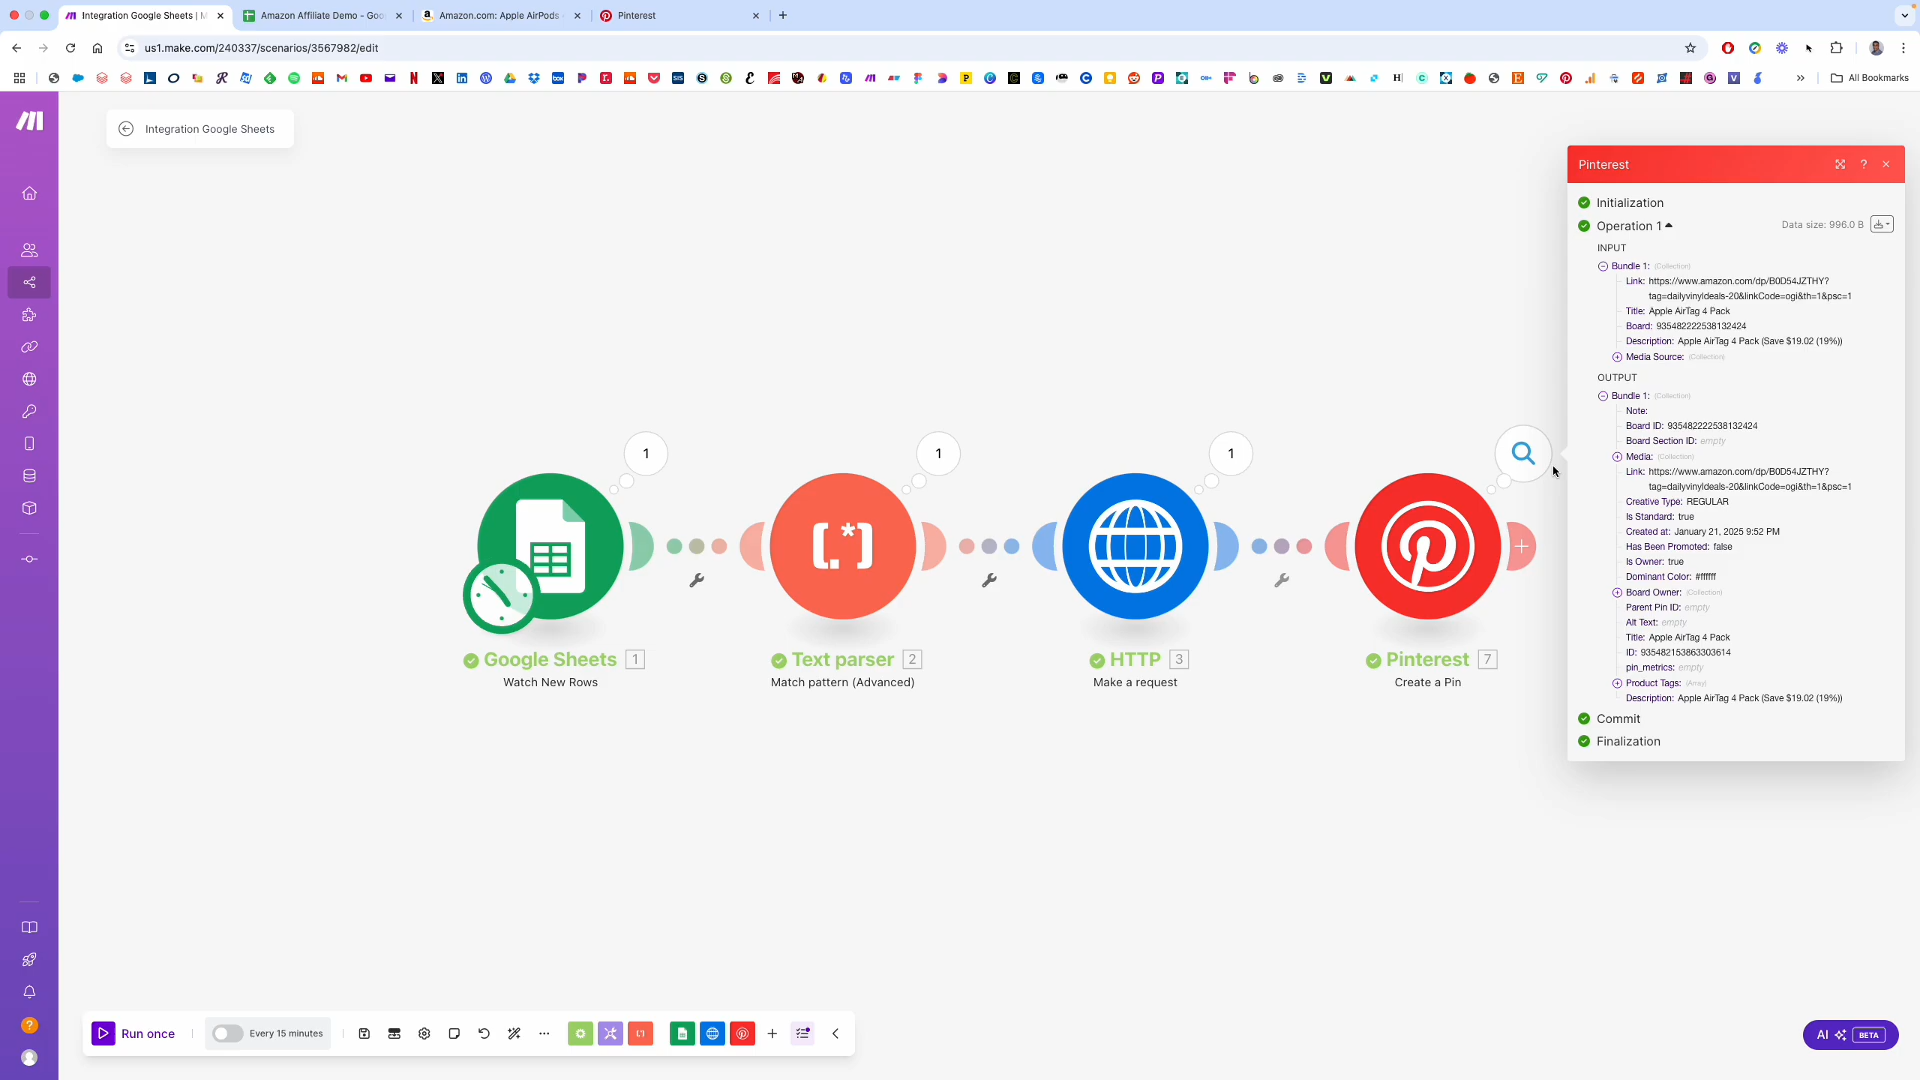 Integration Google Sheets | M
Amazon Affiliate Demo - Goo
Amazon.com: Apple AirPods
Pinterest
us1.make.com/240337/scenarios/3567982/edit
All Bookmarks
Integration Google Sheets
Pinterest
Initialization
Operation 1
Data size: 996.0 B
INPUT
Bundle 1: (Collection)
Link: https://www.amazon.com/dp/B0D54JZTHY?
tag=dailyvinyldeals-20&linkCode=ogi&th=1&psc=1
Title: Apple AirTag 4 Pack
Board: 935482222538132424
Description: Apple AirTag 4 Pack (Save $19.02 (19%))
Media Source: (Collection)
OUTPUT
Bundle 1: (Collection)
Note:
Board ID: 935482222538132424
Board Section ID: empty
Media: (Collection)
Link: https://www.amazon.com/dp/B0D54JZTHY?
tag=dailyvinyldeals-20&linkCode=ogi&th=1&psc=1
Creative Type: REGULAR
Is Standard: true
Created at: January 21, 2025 9:52 PM
Has Been Promoted: false
Is Owner: true
Dominant Color: #ffffff
Board Owner: (Collection)
Parent Pin ID: empty
Alt Text: empty
Title: Apple AirTag 4 Pack
ID: 935482153863303614
pin_metrics: empty
Product Tags: (Array)
Description: Apple AirTag 4 Pack (Save $19.02 (19%))
Commit
Finalization
1
1
1
Google Sheets 1
Watch New Rows
Text parser 2
Match pattern (Advanced)
HTTP 3
Make a request
Pinterest 7
Create a Pin
Run once
Every 15 minutes
AI BETA